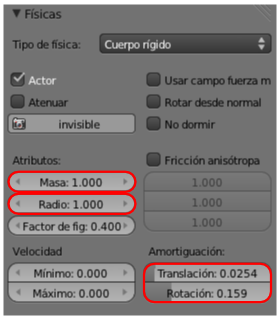 Físicas
Tipo de física: Cuerpo rígido
Actor
Usar campo fuerza m
Atenuar
Rotar desde normal
invisible
No dormir
Atributos:
Fricción anisótropa
Masa: 1.000
1.000
Radio: 1.000
1.000
Factor de fig: 0.400
1.000
Velocidad
Amortiguación:
Mínimo: 0.000
Translación: 0.0254
Máximo: 0.000
Rotación: 0.159